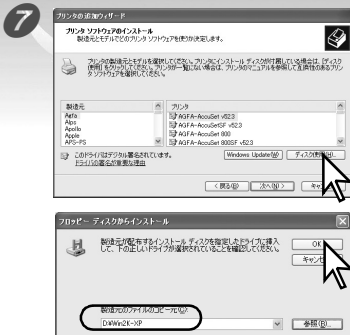 7
プリンタの追加ウィザード
プリンタ ソフトウェアのインストール
製造元とモデルでどのプリンタ ソフトウェアを使うか決定します。
プリンタの製造元とモデルを選択してください。プリンタにインストール ディスクが付属している場合は、[ディスク
使用] をクリックしてください。プリンタが一覧にない場合は、プリンタのマニュアルを参照して互換性のあるプリン
タ ソフトウェアを選択してください。
製造元
Agfa
Alps
Apollo
Apple
APS-PS
プリンタ
AGFA-AccuSet v52.3
AGFA-AccuSetSF v52.3
AGFA-AccuSet 800
AGFA-AccuSet 800SF v52.3
このドライバはデジタル署名されています。
ドライバの署名が重要な理由
Windows Update(W)
ディスク使用(H)...
< 戻る(B)
次へ(N) >
フロッピー ディスクからインストール
製造元が配布するインストール ディスクを指定したドライブに挿入
して、下の正しいドライブが選択されていることを確認してください。
OK
製造元のファイルのコピー元(C):
D:¥Win2K-XP
参照(B)...